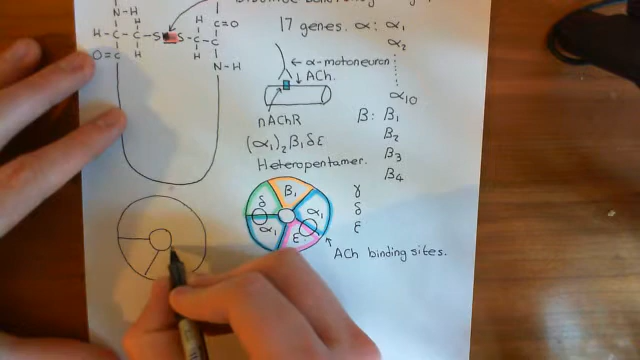 N-H
H-C-C-S S-C-C-
H
H
C=O
H
O=C
N-H
17 genes. α: α1
α2
α10
← α-motoneuron
ACh.
nAChR
(α1)2 β1 δ ε
Heteropentamer.
β: β1
β2
β3
β4
γ
δ
ε
β1
δ
α1
α1
ε
ACh binding sites.